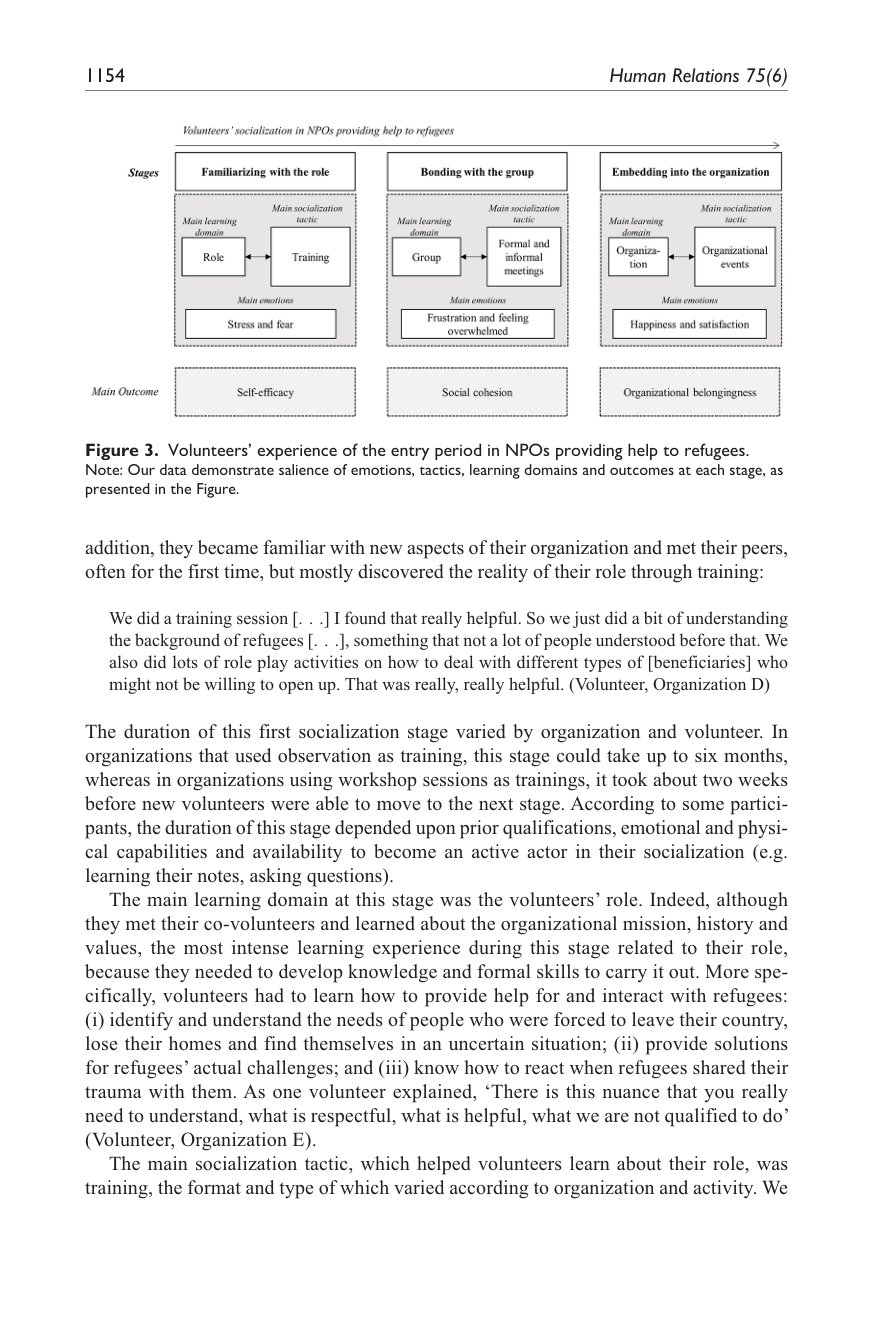 1154
Human Relations 75(6)
Volunteers' socialization in NPOs providing help to refugees
Stages
Familiarizing with the role
Bonding with the group
Embedding into the organization
Main learning
domain
Main socialization
tactic
Role
Training
Main emotions
Stress and fear
Main learning
domain
Main socialization
tactic
Group
Formal and
informal
meetings
Main emotions
Frustration and feeling
overwhelmed
Main learning
domain
Main socialization
tactic
Organiza-
tion
Organizational
events
Main emotions
Happiness and satisfaction
Main Outcome
Self-efficacy
Social cohesion
Organizational belongingness
Figure 3. Volunteers' experience of the entry period in NPOs providing help to refugees.
Note: Our data demonstrate salience of emotions, tactics, learning domains and outcomes at each stage, as
presented in the Figure.
addition, they became familiar with new aspects of their organization and met their peers,
often for the first time, but mostly discovered the reality of their role through training:
We did a training session [. . .] I found that really helpful. So we just did a bit of understanding
the background of refugees [. . .], something that not a lot of people understood before that. We
also did lots of role play activities on how to deal with different types of [beneficiaries] who
might not be willing to open up. That was really, really helpful. (Volunteer, Organization D)
The duration of this first socialization stage varied by organization and volunteer. In
organizations that used observation as training, this stage could take up to six months,
whereas in organizations using workshop sessions as trainings, it took about two weeks
before new volunteers were able to move to the next stage. According to some partici-
pants, the duration of this stage depended upon prior qualifications, emotional and physi-
cal capabilities and availability to become an active actor in their socialization (e.g.
learning their notes, asking questions).
The main learning domain at this stage was the volunteers' role. Indeed, although
they met their co-volunteers and learned about the organizational mission, history and
values, the most intense learning experience during this stage related to their role,
because they needed to develop knowledge and formal skills to carry it out. More spe-
cifically, volunteers had to learn how to provide help for and interact with refugees:
(i) identify and understand the needs of people who were forced to leave their country,
lose their homes and find themselves in an uncertain situation; (ii) provide solutions
for refugees' actual challenges; and (iii) know how to react when refugees shared their
trauma with them. As one volunteer explained, 'There is this nuance that you really
need to understand, what is respectful, what is helpful, what we are not qualified to do'
(Volunteer, Organization E).
The main socialization tactic, which helped volunteers learn about their role, was
training, the format and type of which varied according to organization and activity. We